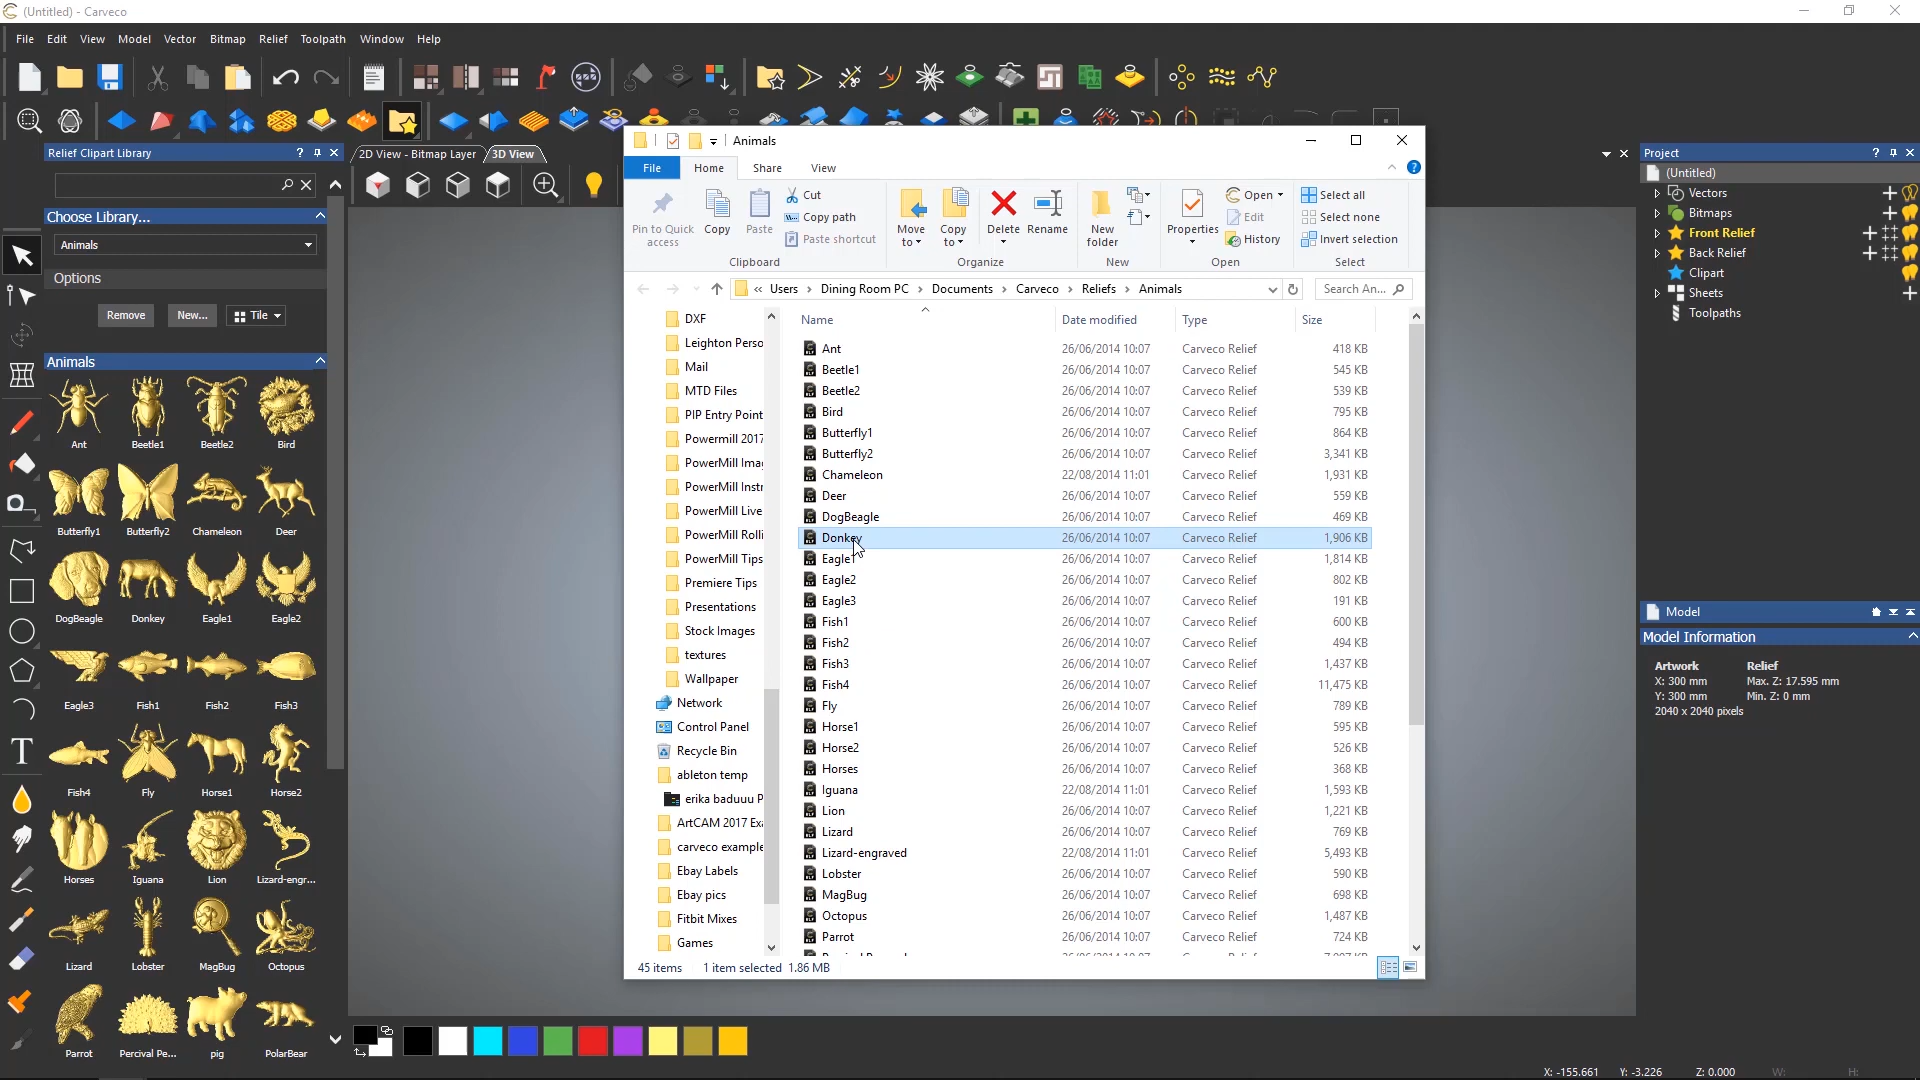 (Untitled) - Carveco
File Edit View Model Vector Bitmap Relief Toolpath Window Help
Relief Clipart Library
Choose Library...
Animals
Options
Remove New... Tile
Animals
Ant Beetle1 Beetle2 Bird
Butterfly1 Butterfly2 Chameleon Deer
DogBeagle Donkey Eagle1 Eagle2
Eagle3 Fish1 Fish2 Fish3
Fish4 Fly Horse1 Horse2
Horses Iguana Lion Lizard-engr...
Lizard Lobster MagBug Octopus
Parrot Percival Pe... pig PolarBear
2D View - Bitmap Layer 3D View
Animals
File Home Share View
Pin to Quick access Copy Paste
Cut
Copy path
Paste shortcut
Clipboard
Move to Copy to Delete Rename
Organize
New folder
New
Properties
Open
Edit
History
Open
Select all
Select none
Invert selection
Select
« Users › Dining Room PC › Documents › Carveco › Reliefs › Animals
Search An...
DXF
Leighton Perso
Mail
MTD Files
PIP Entry Point
Powermill 2017
PowerMill Ima
PowerMill Instr
PowerMill Live
PowerMill Rolli
PowerMill Tips
Premiere Tips
Presentations
Stock Images
textures
Wallpaper
Network
Control Panel
Recycle Bin
ableton temp
erika baduuu P
ArtCAM 2017 Exa
carveco example
Ebay Labels
Ebay pics
Fitbit Mixes
Games
Name Date modified Type Size
Ant 26/06/2014 10:07 Carveco Relief 418 KB
Beetle1 26/06/2014 10:07 Carveco Relief 545 KB
Beetle2 26/06/2014 10:07 Carveco Relief 539 KB
Bird 26/06/2014 10:07 Carveco Relief 795 KB
Butterfly1 26/06/2014 10:07 Carveco Relief 864 KB
Butterfly2 26/06/2014 10:07 Carveco Relief 3,341 KB
Chameleon 22/08/2014 11:01 Carveco Relief 1,931 KB
Deer 26/06/2014 10:07 Carveco Relief 559 KB
DogBeagle 26/06/2014 10:07 Carveco Relief 469 KB
Donkey 26/06/2014 10:07 Carveco Relief 1,906 KB
Eagle1 26/06/2014 10:07 Carveco Relief 1,814 KB
Eagle2 26/06/2014 10:07 Carveco Relief 802 KB
Eagle3 26/06/2014 10:07 Carveco Relief 191 KB
Fish1 26/06/2014 10:07 Carveco Relief 600 KB
Fish2 26/06/2014 10:07 Carveco Relief 494 KB
Fish3 26/06/2014 10:07 Carveco Relief 1,437 KB
Fish4 26/06/2014 10:07 Carveco Relief 11,475 KB
Fly 26/06/2014 10:07 Carveco Relief 789 KB
Horse1 26/06/2014 10:07 Carveco Relief 595 KB
Horse2 26/06/2014 10:07 Carveco Relief 526 KB
Horses 26/06/2014 10:07 Carveco Relief 368 KB
Iguana 22/08/2014 11:01 Carveco Relief 1,593 KB
Lion 26/06/2014 10:07 Carveco Relief 1,221 KB
Lizard 26/06/2014 10:07 Carveco Relief 769 KB
Lizard-engraved 22/08/2014 11:01 Carveco Relief 5,493 KB
Lobster 26/06/2014 10:07 Carveco Relief 590 KB
MagBug 26/06/2014 10:07 Carveco Relief 698 KB
Octopus 26/06/2014 10:07 Carveco Relief 1,487 KB
Parrot 26/06/2014 10:07 Carveco Relief 724 KB
45 items 1 item selected 1.86 MB
Project
(Untitled)
Vectors
Bitmaps
Front Relief
Back Relief
Clipart
Sheets
Toolpaths
Model
Model Information
Artwork Relief
X: 300 mm Max. Z: 17.595 mm
Y: 300 mm Min. Z: 0 mm
2040 x 2040 pixels
X: -155.661 Y: -3.226 Z: 0.000 W: H: